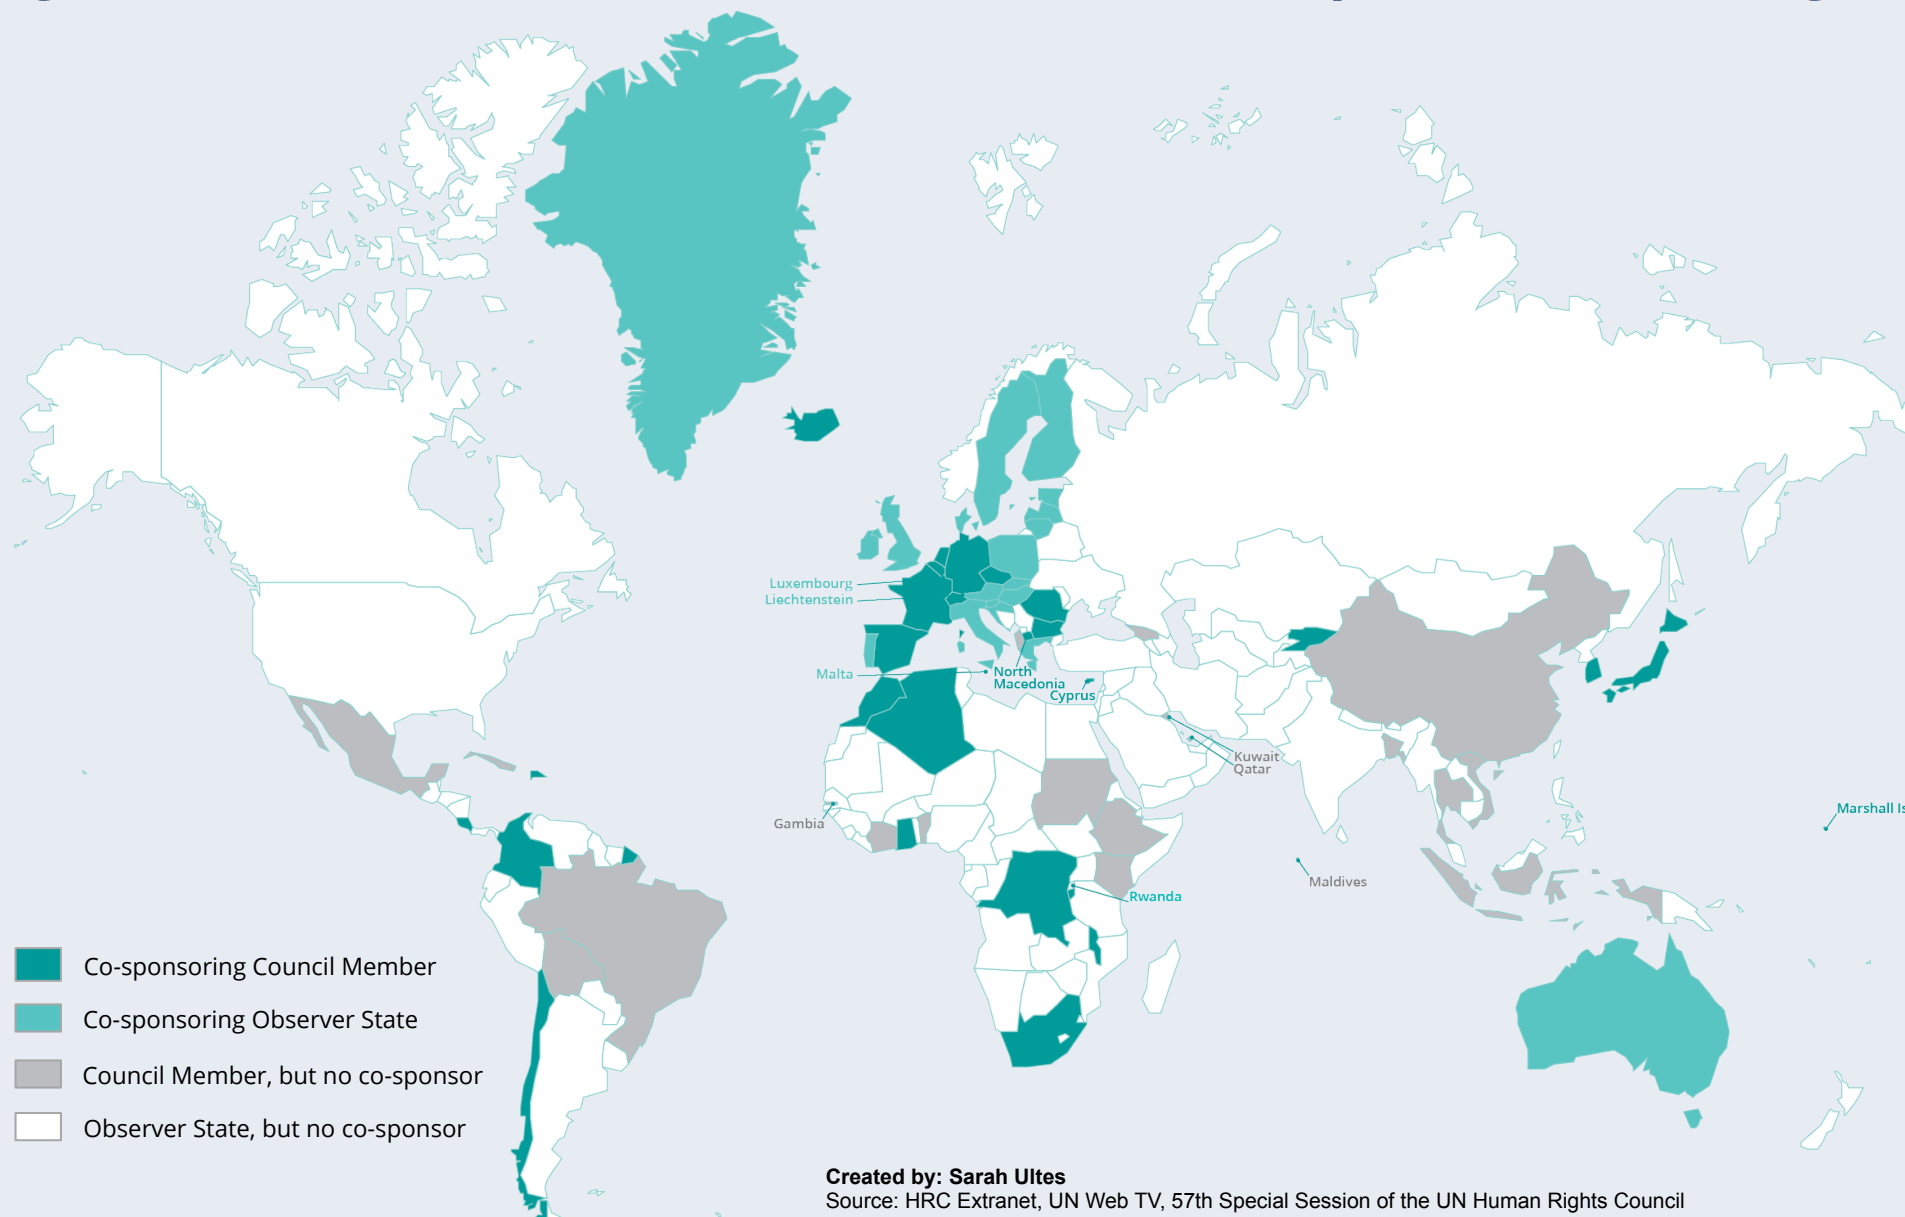 Luxembourg
Liechtenstein
Malta
North
Macedonia
Cyprus
Kuwait
Qatar
Gambia
Marshall Is
Maldives
Rwanda
Co-sponsoring Council Member
Co-sponsoring Observer State
Council Member, but no co-sponsor
Observer State, but no co-sponsor
Created by: Sarah Ultes
Source: HRC Extranet, UN Web TV, 57th Special Session of the UN Human Rights Council